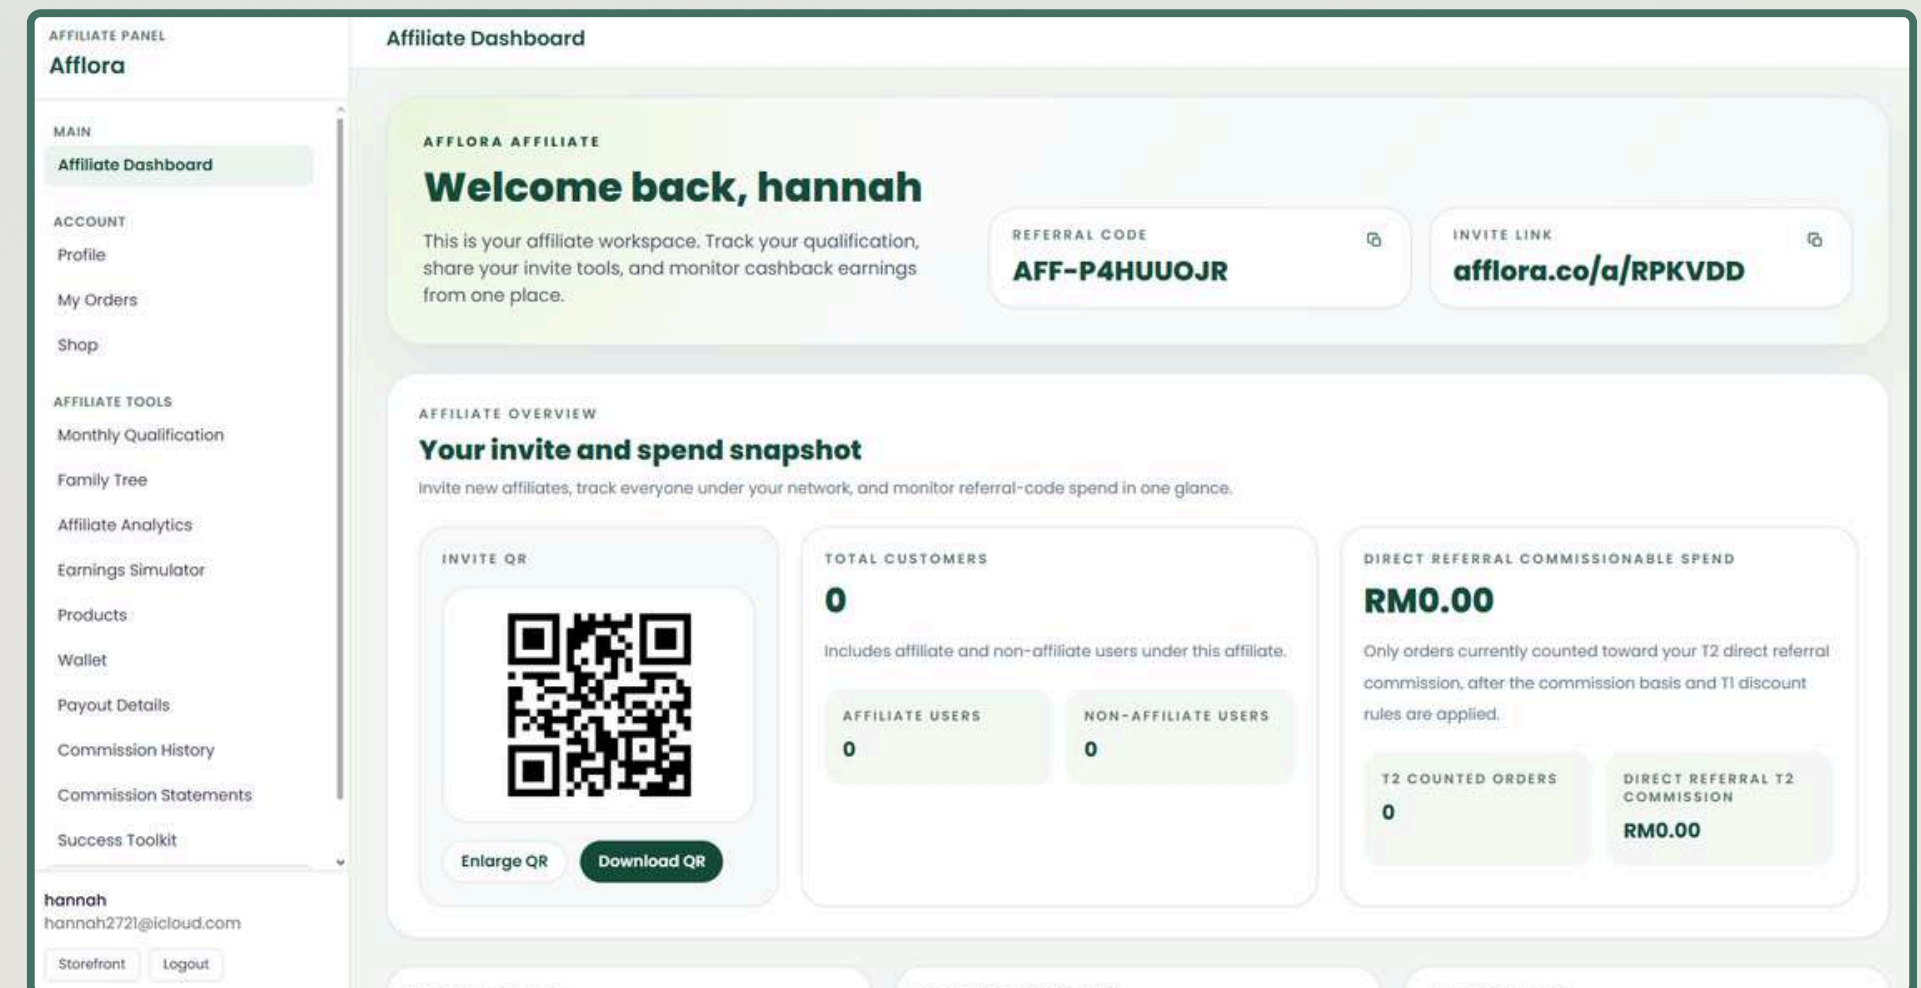 AFFILIATE PANEL
Afflora
MAIN
Affiliate Dashboard
ACCOUNT
Profile
My Orders
Shop
AFFILIATE TOOLS
Monthly Qualification
Family Tree
Affiliate Analytics
Earnings Simulator
Products
Wallet
Payout Details
Commission History
Commission Statements
Success Toolkit
hannah
hannah2721@icloud.com
Storefront
Logout
Affiliate Dashboard
AFFLORA AFFILIATE
Welcome back, hannah
This is your affiliate workspace. Track your qualification,
share your invite tools, and monitor cashback earnings
from one place.
REFERRAL CODE
AFF-P4HUUOJR
INVITE LINK
afflora.co/a/RPKVDD
AFFILIATE OVERVIEW
Your invite and spend snapshot
Invite new affiliates, track everyone under your network, and monitor referral-code spend in one glance.
INVITE QR
Enlarge QR
Download QR
TOTAL CUSTOMERS
0
Includes affiliate and non-affiliate users under this affiliate.
AFFILIATE USERS
0
NON-AFFILIATE USERS
0
DIRECT REFERRAL COMMISSIONABLE SPEND
RM0.00
Only orders currently counted toward your T2 direct referral
commission, after the commission basis and T1 discount
rules are applied.
T2 COUNTED ORDERS
0
DIRECT REFERRAL T2
COMMISSION
RM0.00